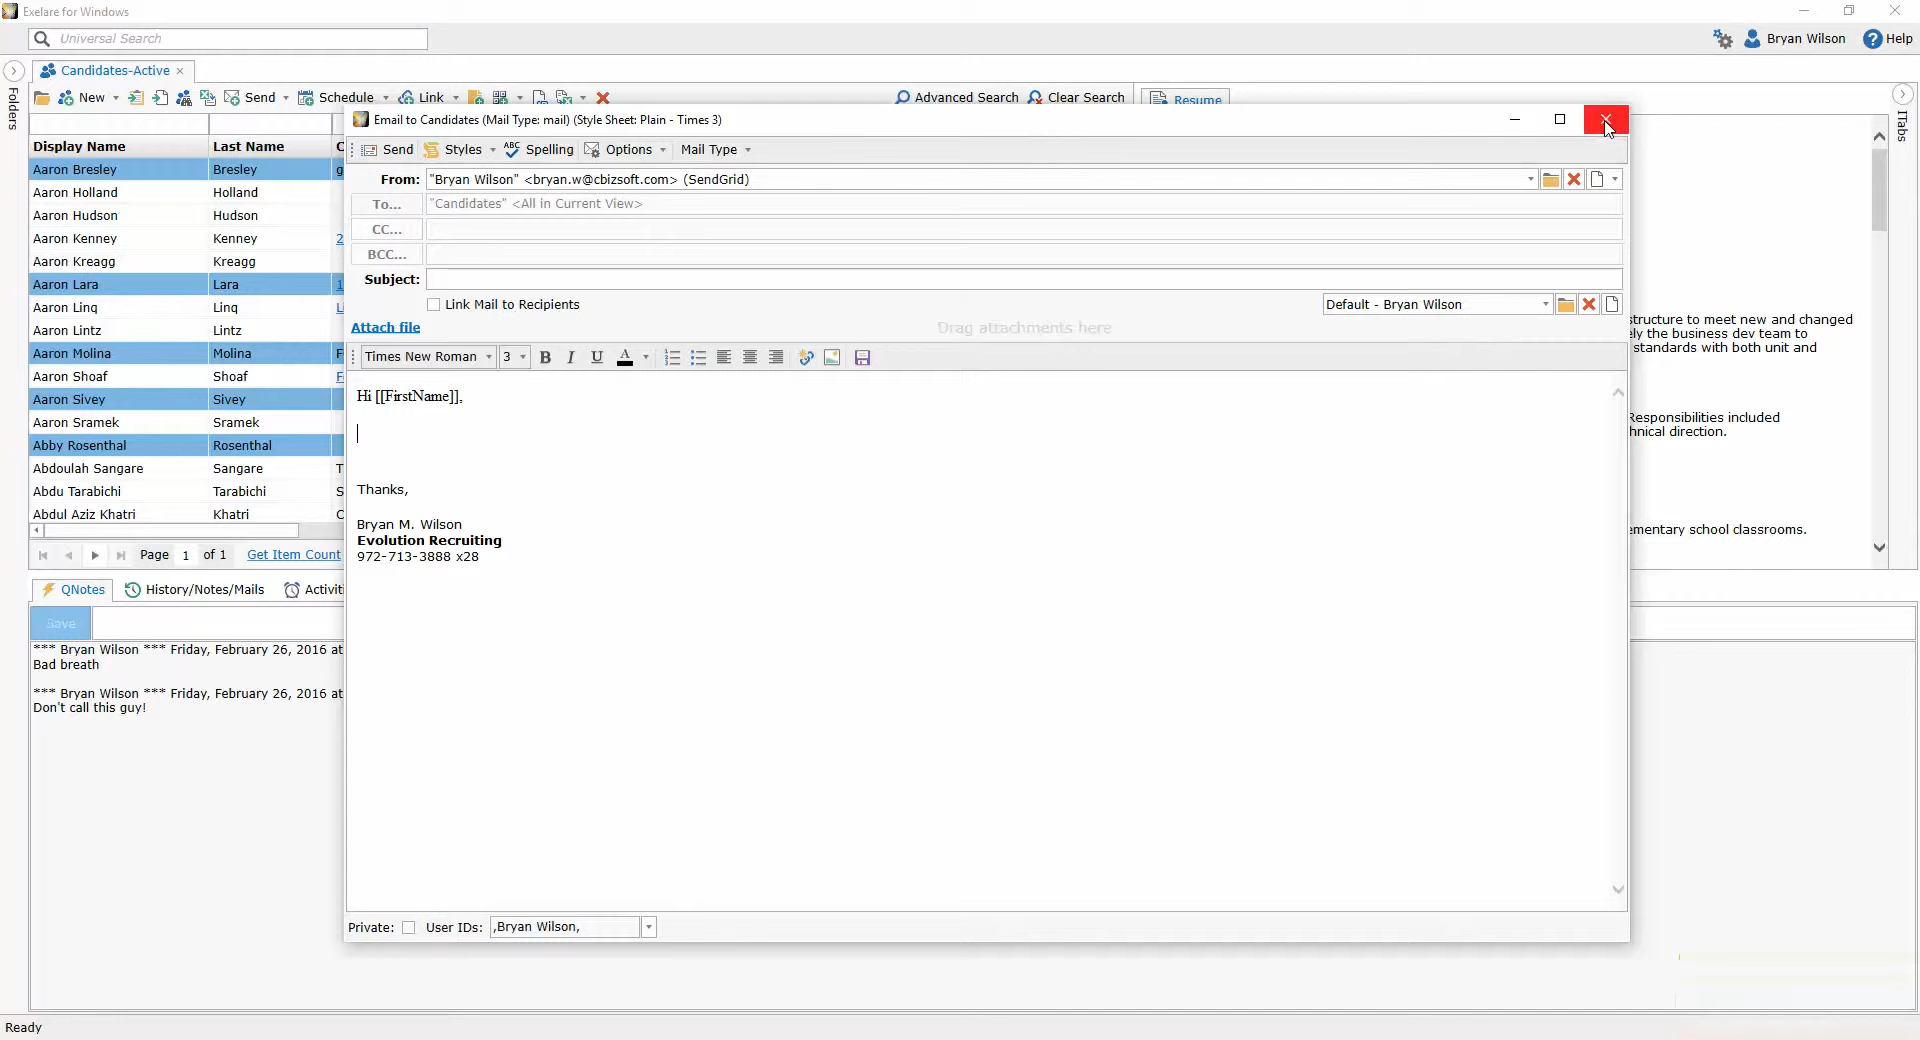 Exelare for Windows
Universal Search
Bryan Wilson
Help
Candidates-Active
Folders
New
Send
Schedule
Link
Advanced Search
Clear Search
Resume
ITabs
Email to Candidates (Mail Type: mail) (Style Sheet: Plain - Times 3)
Send
Styles
ABC
Spelling
Options
Mail Type
From: "Bryan Wilson" <bryan.w@cbizsoft.com> (SendGrid)
To... "Candidates" <All in Current View>
CC...
BCC...
Subject:
Link Mail to Recipients
Default - Bryan Wilson
Attach file
Drag attachments here
Times New Roman
3
B I U A
Hi [[FirstName]],
Thanks,
Bryan M. Wilson
Evolution Recruiting
972-713-3888 x28
Private:
User IDs: ,Bryan Wilson,
Display Name Last Name C
Aaron Bresley Bresley g
Aaron Holland Holland
Aaron Hudson Hudson
Aaron Kenney Kenney 2
Aaron Kreagg Kreagg
Aaron Lara Lara 1
Aaron Linq Linq L
Aaron Lintz Lintz
Aaron Molina Molina F
Aaron Shoaf Shoaf F
Aaron Sivey Sivey
Aaron Sramek Sramek
Abby Rosenthal Rosenthal
Abdoulah Sangare Sangare T
Abdu Tarabichi Tarabichi S
Abdul Aziz Khatri Khatri C
Page 1 of 1 Get Item Count
structure to meet new and changed
ly the business dev team to
standards with both unit and
Responsibilities included
hnical direction.
ementary school classrooms.
QNotes
History/Notes/Mails
Activiti
Save
*** Bryan Wilson *** Friday, February 26, 2016 at
Bad breath
*** Bryan Wilson *** Friday, February 26, 2016 at
Don't call this guy!
Ready